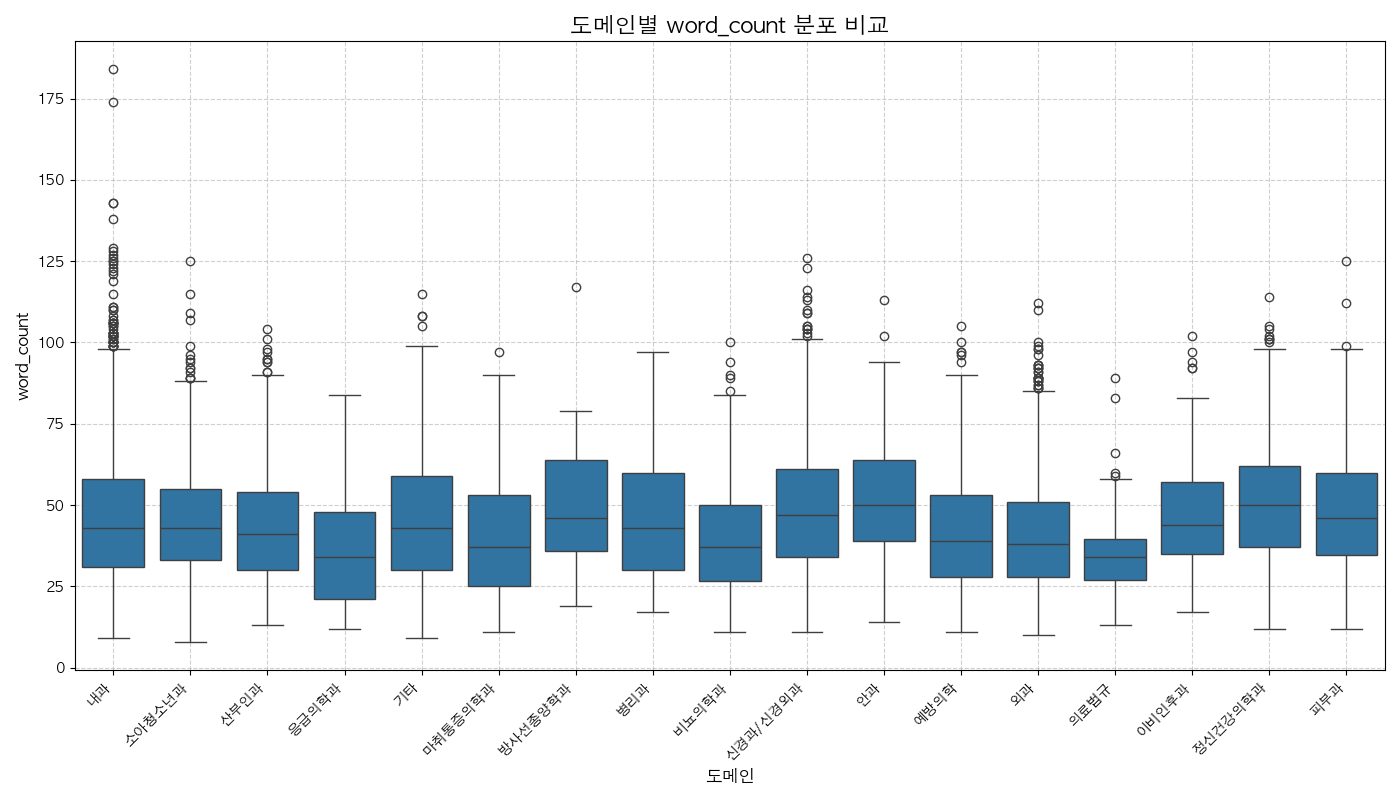 도메인별 word_count 분포 비교
word_count
175
150
125
100
75
50
25
0
내과
소아청소년과
산부인과
응급의학과
기타
마취통증의학과
방사선종양학과
병리과
비뇨의학과
신경과/신경외과
안과
예방의학
외과
의료법규
이비인후과
정신건강의학과
피부과
도메인